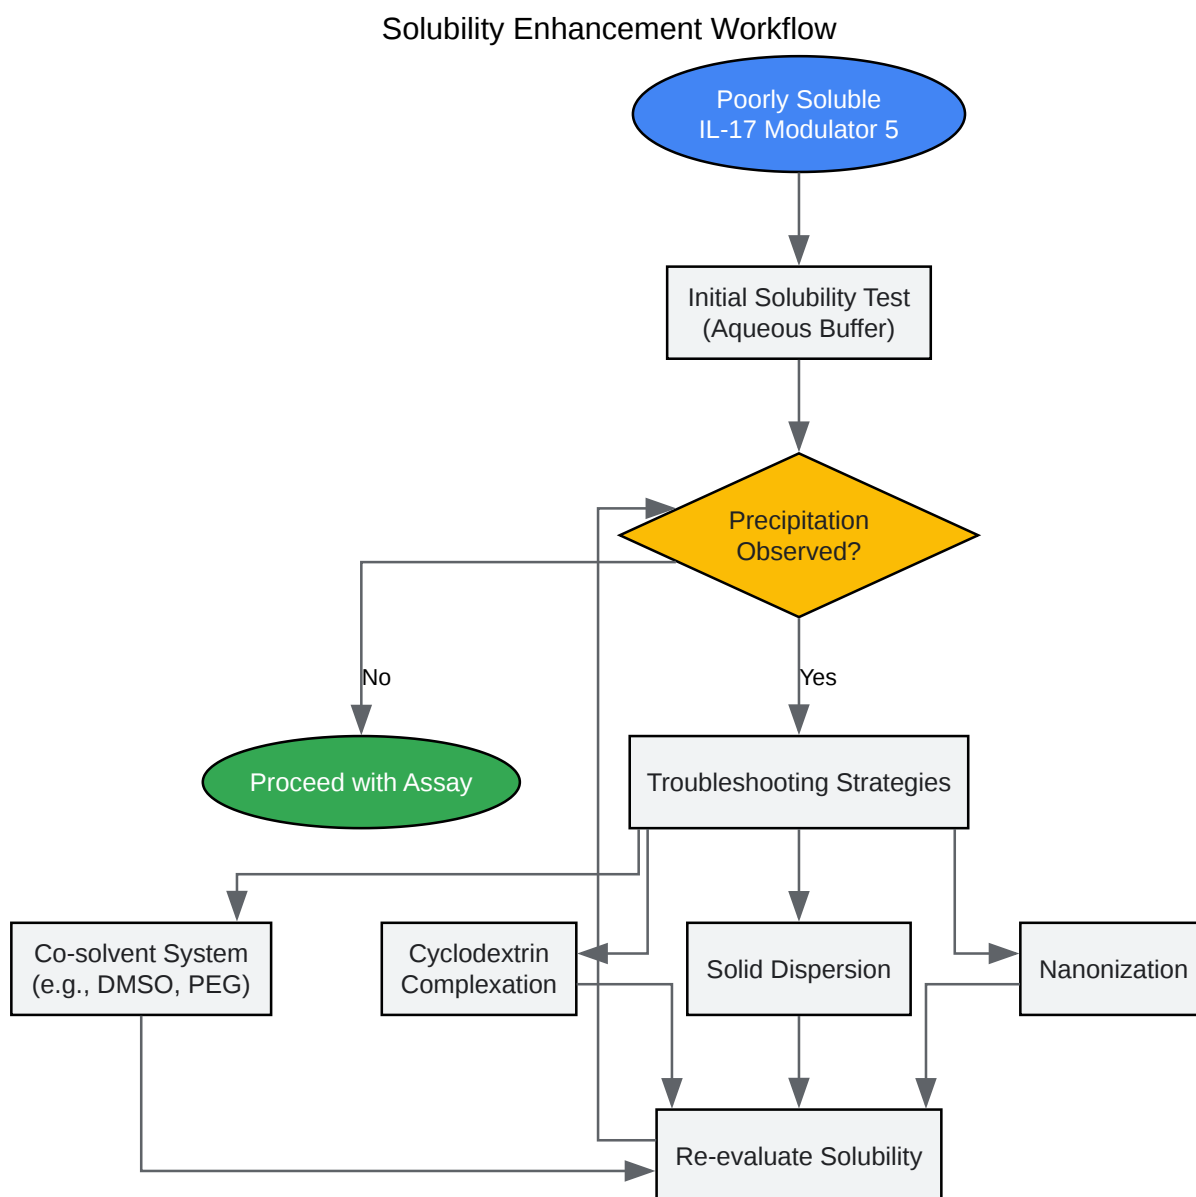 Solubility Enhancement Workflow
Poorly Soluble
IL-17 Modulator 5
Initial Solubility Test
(Aqueous Buffer)
Precipitation
Observed?
No
Yes
Proceed with Assay
Troubleshooting Strategies
Co-solvent System
(e.g., DMSO, PEG)
Cyclodextrin
Complexation
Solid Dispersion
Nanonization
Re-evaluate Solubility